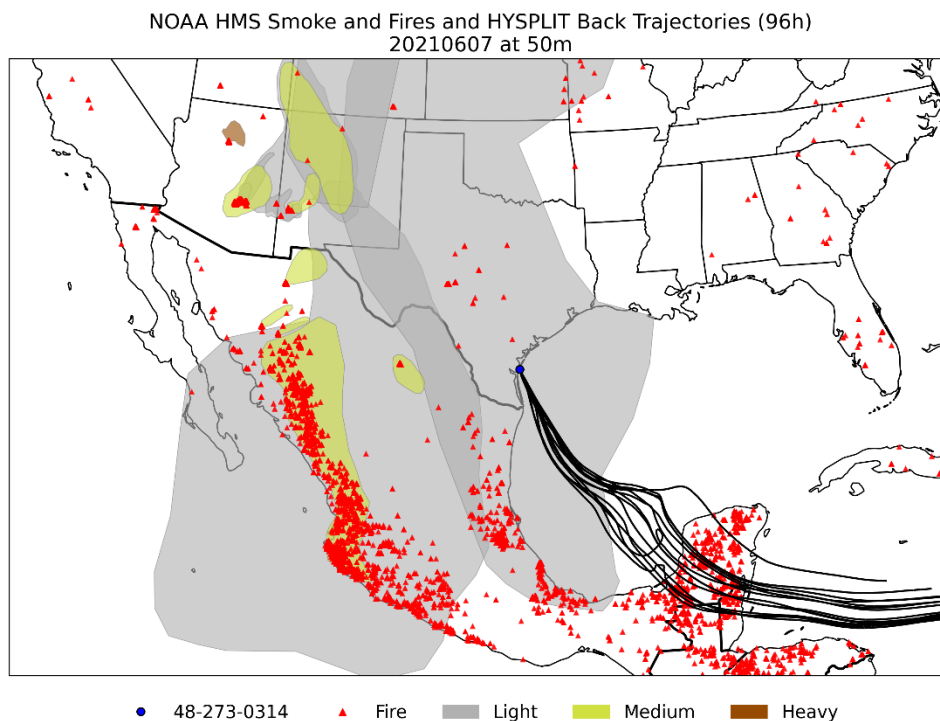 NOAA HMS Smoke and Fires and HYSPLIT Back Trajectories (96h)
20210607 at 50m
48-273-0314 Fire Light Medium Heavy